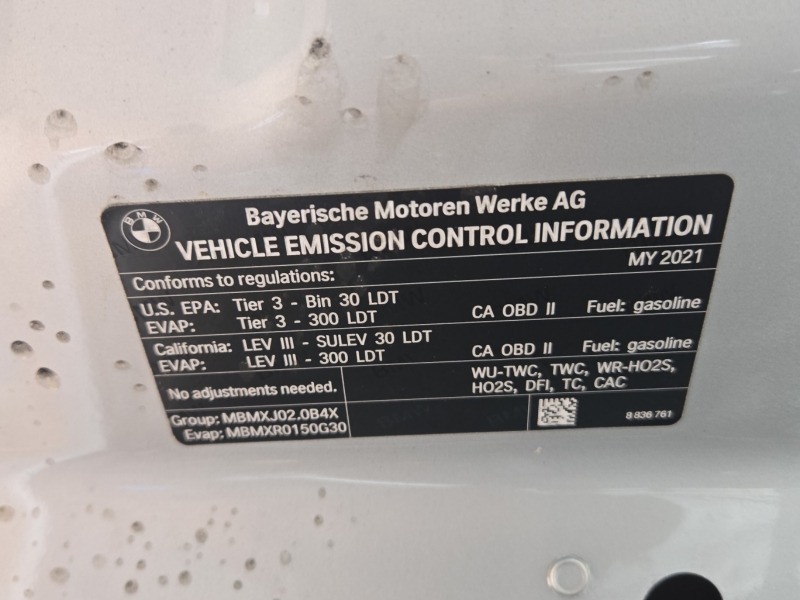 BMW
Bayerische Motoren Werke AG
VEHICLE EMISSION CONTROL INFORMATION
Conforms to regulations: MY 2021
U.S. EPA: Tier 3 - Bin 30 LDT
EVAP: Tier 3 - 300 LDT CA OBD II Fuel: gasoline
California: LEV III - SULEV 30 LDT
EVAP: LEV III - 300 LDT CA OBD II Fuel: gasoline
No adjustments needed. WU-TWC, TWC, WR-HO2S,
HO2S, DFI, TC, CAC
Group: MBMXJ02.0B4X
Evap: MBMXR0150G30 8 836 761